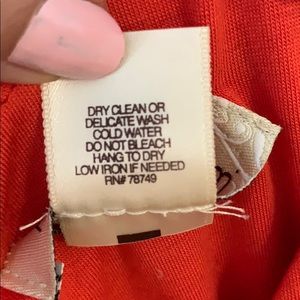 DRY CLEAN OR
DELICATE WASH
COLD WATER
DO NOT BLEACH
HANG TO DRY
LOW IRON IF NEEDED
RN# 78749